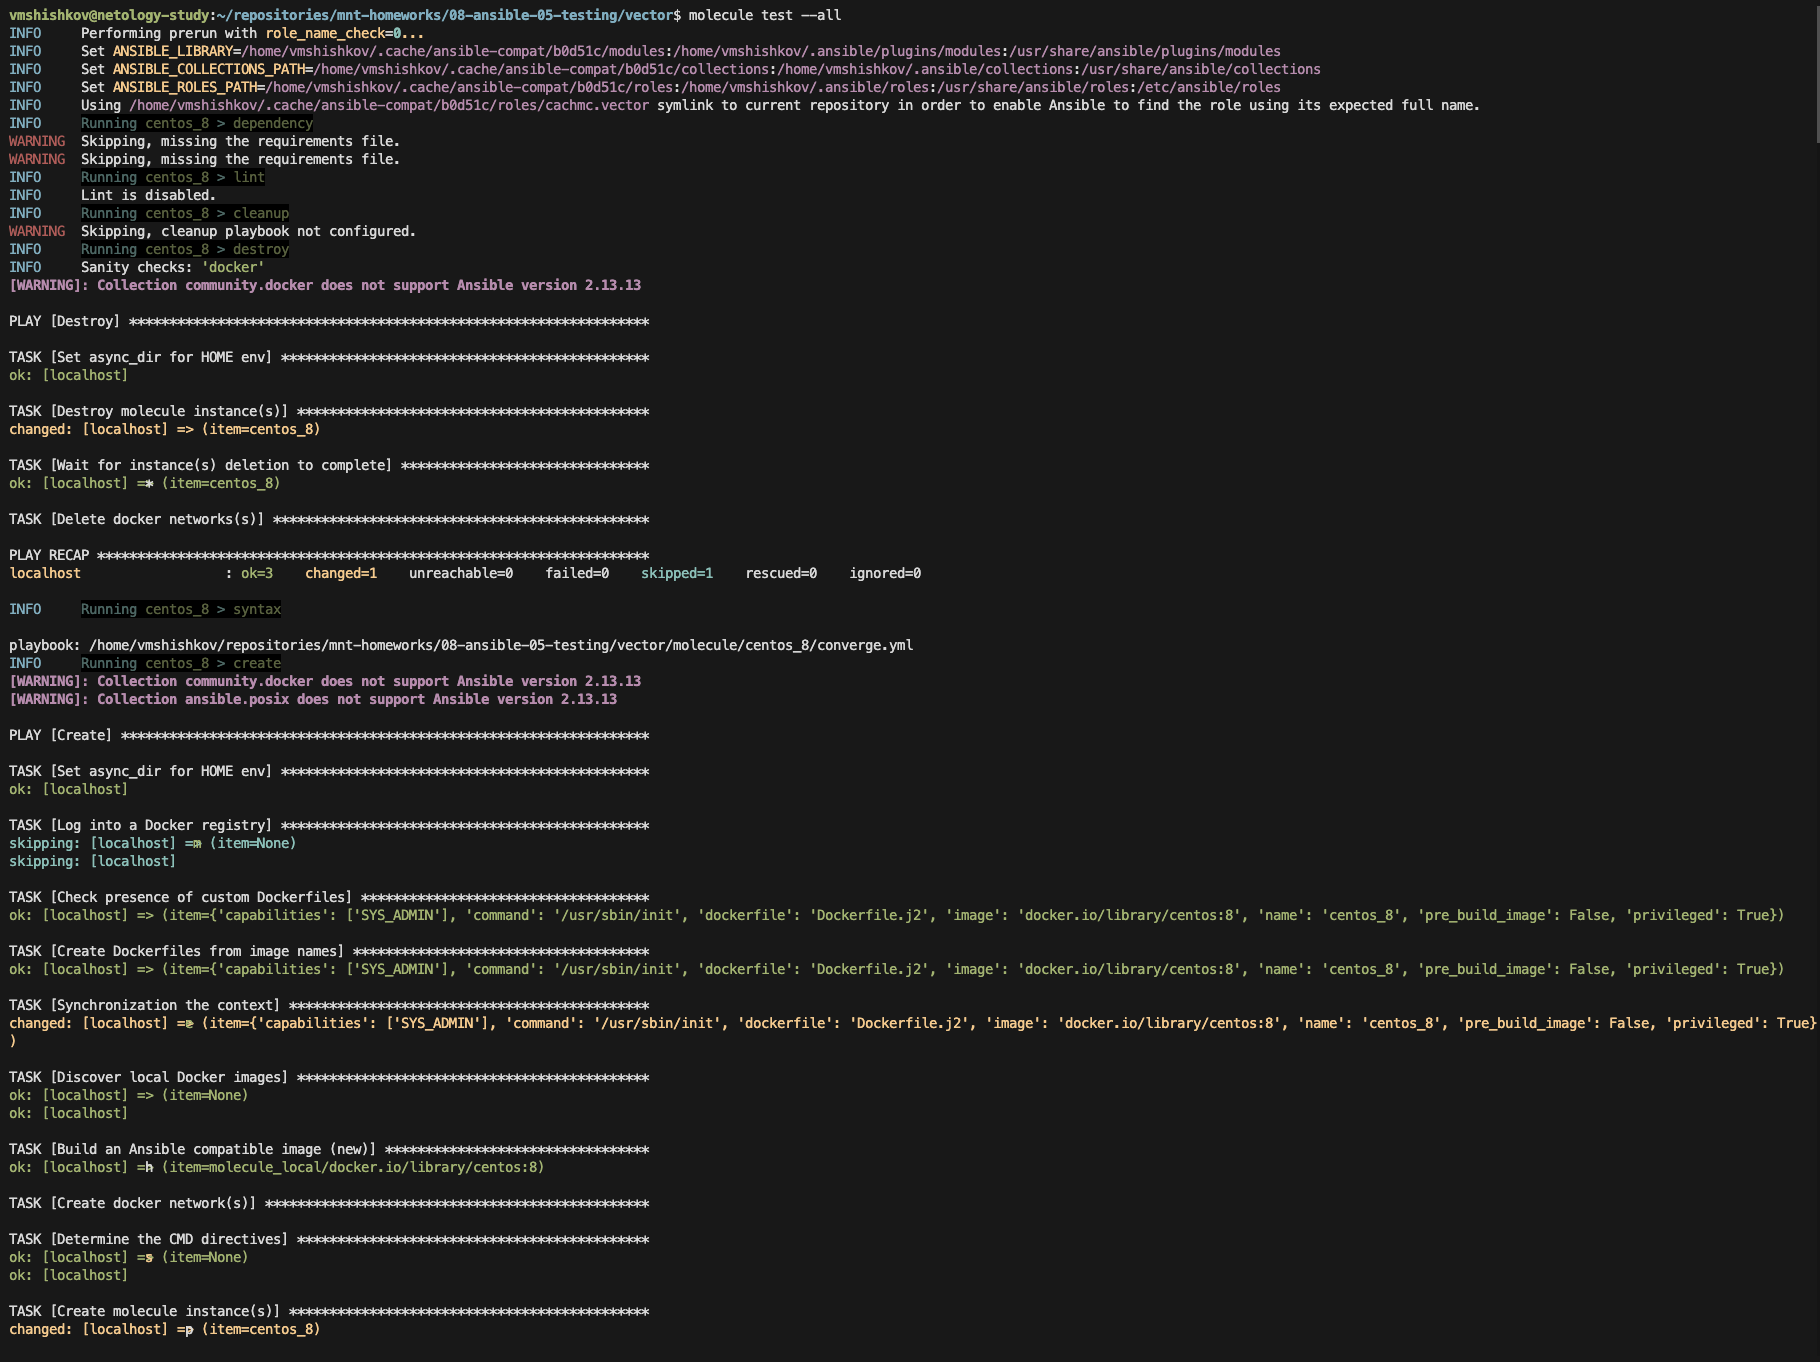 vmshishkov@netology-study:~/repositories/mnt-homeworks/08-ansible-05-testing/vector$ molecule test --all
INFO     Performing prerun with role_name_check=0...
INFO     Set ANSIBLE_LIBRARY=/home/vmshishkov/.cache/ansible-compat/b0d51c/modules:/home/vmshishkov/.ansible/plugins/modules:/usr/share/ansible/plugins/modules
INFO     Set ANSIBLE_COLLECTIONS_PATH=/home/vmshishkov/.cache/ansible-compat/b0d51c/collections:/home/vmshishkov/.ansible/collections:/usr/share/ansible/collections
INFO     Set ANSIBLE_ROLES_PATH=/home/vmshishkov/.cache/ansible-compat/b0d51c/roles:/home/vmshishkov/.ansible/roles:/usr/share/ansible/roles:/etc/ansible/roles
INFO     Using /home/vmshishkov/.cache/ansible-compat/b0d51c/roles/cachmc.vector symlink to current repository in order to enable Ansible to find the role using its expected full name.
INFO     Running centos_8 > dependency
WARNING  Skipping, missing the requirements file.
WARNING  Skipping, missing the requirements file.
INFO     Running centos_8 > lint
INFO     Lint is disabled.
INFO     Running centos_8 > cleanup
WARNING  Skipping, cleanup playbook not configured.
INFO     Running centos_8 > destroy
INFO     Sanity checks: 'docker'
[WARNING]: Collection community.docker does not support Ansible version 2.13.13
PLAY [Destroy] *****************************************************************
TASK [Set async_dir for HOME env] **********************************************
ok: [localhost]
TASK [Destroy molecule instance(s)] ********************************************
changed: [localhost] => (item=centos_8)
TASK [Wait for instance(s) deletion to complete] *******************************
ok: [localhost] =* (item=centos_8)
TASK [Delete docker networks(s)] ***********************************************
PLAY RECAP *********************************************************************
localhost                  : ok=3    changed=1    unreachable=0    failed=0    skipped=1    rescued=0    ignored=0
INFO     Running centos_8 > syntax
playbook: /home/vmshishkov/repositories/mnt-homeworks/08-ansible-05-testing/vector/molecule/centos_8/converge.yml
INFO     Running centos_8 > create
[WARNING]: Collection community.docker does not support Ansible version 2.13.13
[WARNING]: Collection ansible.posix does not support Ansible version 2.13.13
PLAY [Create] ******************************************************************
TASK [Set async_dir for HOME env] **********************************************
ok: [localhost]
TASK [Log into a Docker registry] **********************************************
skipping: [localhost] => (item=None)
skipping: [localhost]
TASK [Check presence of custom Dockerfiles] ************************************
ok: [localhost] => (item={'capabilities': ['SYS_ADMIN'], 'command': '/usr/sbin/init', 'dockerfile': 'Dockerfile.j2', 'image': 'docker.io/library/centos:8', 'name': 'centos_8', 'pre_build_image': False, 'privileged': True})
TASK [Create Dockerfiles from image names] *************************************
ok: [localhost] => (item={'capabilities': ['SYS_ADMIN'], 'command': '/usr/sbin/init', 'dockerfile': 'Dockerfile.j2', 'image': 'docker.io/library/centos:8', 'name': 'centos_8', 'pre_build_image': False, 'privileged': True})
TASK [Synchronization the context] *********************************************
changed: [localhost] => (item={'capabilities': ['SYS_ADMIN'], 'command': '/usr/sbin/init', 'dockerfile': 'Dockerfile.j2', 'image': 'docker.io/library/centos:8', 'name': 'centos_8', 'pre_build_image': False, 'privileged': True}
)
TASK [Discover local Docker images] ********************************************
ok: [localhost] => (item=None)
ok: [localhost]
TASK [Build an Ansible compatible image (new)] *********************************
ok: [localhost] =h (item=molecule_local/docker.io/library/centos:8)
TASK [Create docker network(s)] ************************************************
TASK [Determine the CMD directives] ********************************************
ok: [localhost] =s (item=None)
ok: [localhost]
TASK [Create molecule instance(s)] *********************************************
changed: [localhost] =p (item=centos_8)